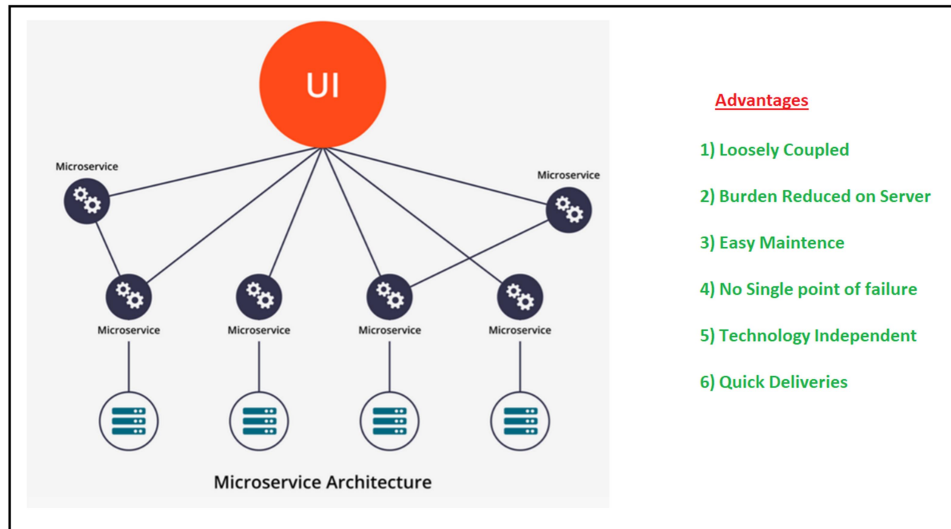 UI
Microservice
Microservice
Microservice
Microservice
Microservice
Microservice
Microservice Architecture
Advantages
1) Loosely Coupled
2) Burden Reduced on Server
3) Easy Maintence
4) No Single point of failure
5) Technology Independent
6) Quick Deliveries